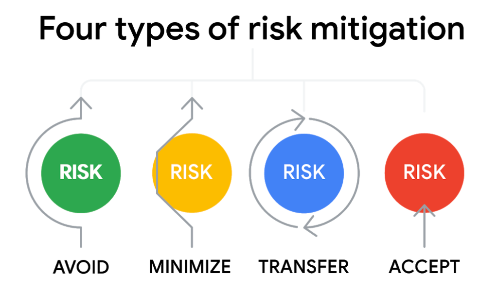 Four types of risk mitigation
RISK RISK RISK RISK
AVOID MINIMIZE TRANSFER ACCEPT